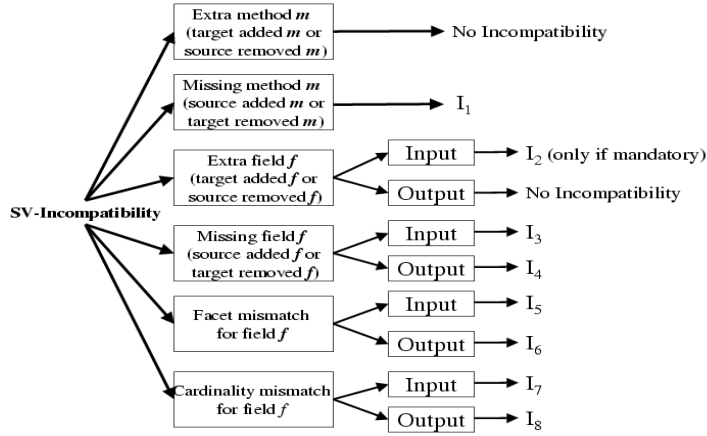 Extra method m
(target added m or
source removed m)
No Incompatibility
Missing method m
(source added m or
target removed m)
I1
Extra field f
(target added f or
source removed f)
Input
I2 (only if mandatory)
Output
No Incompatibility
SV-Incompatibility
Missing field f
(source added f or
target removed f)
Input
I3
Output
I4
Facet mismatch
for field f
Input
I5
Output
I6
Cardinality mismatch
for field f
Input
I7
Output
I8